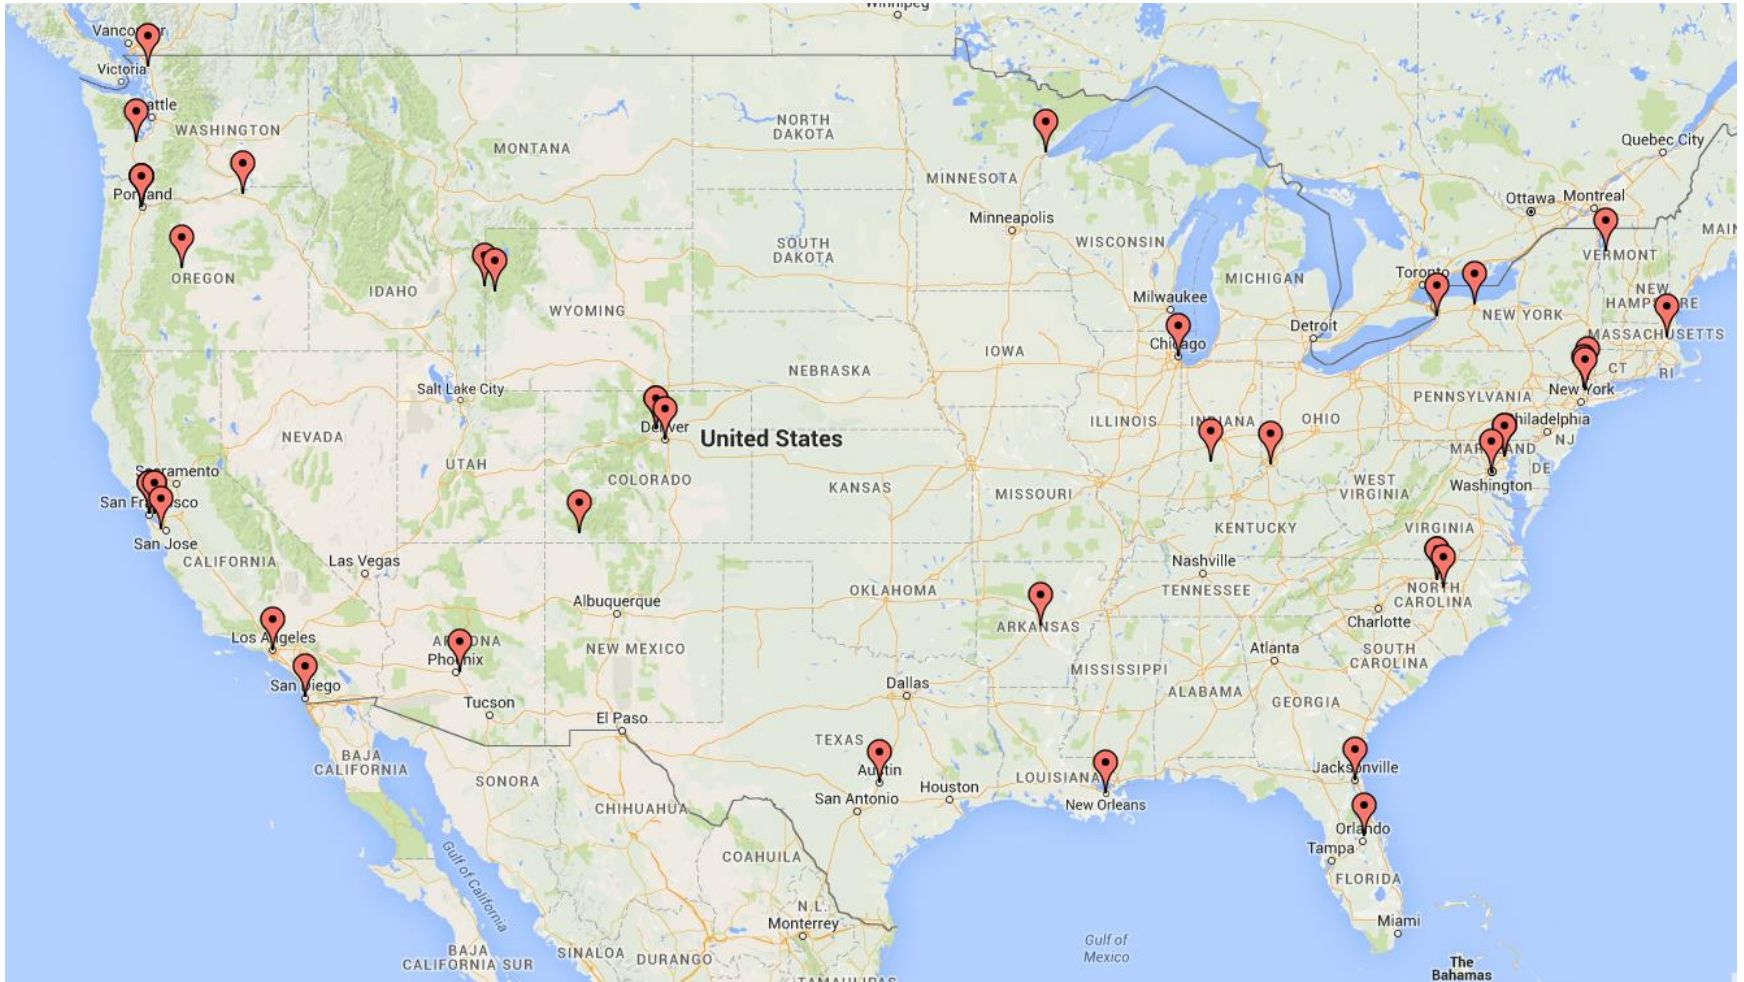 Winnipeg
Vancouver
Victoria
Seattle
WASHINGTON
Portland
OREGON
MONTANA
NORTH
DAKOTA
SOUTH
DAKOTA
MINNESOTA
Minneapolis
WISCONSIN
MICHIGAN
Milwaukee
Chicago
Detroit
Toronto
Ottawa
Montreal
Quebec City
MAIN
VERMONT
NEW
HAMPSHIRE
NEW YORK
MASSACHUSETTS
CT
RI
IDAHO
WYOMING
IOWA
NEBRASKA
Salt Lake City
NEVADA
UTAH
Denver
COLORADO
United States
KANSAS
MISSOURI
ILLINOIS
INDIANA
OHIO
PENNSYLVANIA
New York
Philadelphia
NJ
MARYLAND
DE
Washington
WEST
VIRGINIA
VIRGINIA
KENTUCKY
Sacramento
San Francisco
San Jose
CALIFORNIA
Las Vegas
Los Angeles
San Diego
ARIZONA
Phoenix
Tucson
Albuquerque
NEW MEXICO
El Paso
OKLAHOMA
ARKANSAS
Nashville
TENNESSEE
NORTH
CAROLINA
Charlotte
SOUTH
CAROLINA
Atlanta
GEORGIA
ALABAMA
MISSISSIPPI
Dallas
TEXAS
Austin
San Antonio
Houston
LOUISIANA
New Orleans
Jacksonville
Orlando
Tampa
FLORIDA
Miami
BAJA
CALIFORNIA
SONORA
CHIHUAHUA
COAHUILA
N.L.
Monterrey
Gulf of California
BAJA
CALIFORNIA SUR
SINALOA
DURANGO
TAMAULIPAS
Gulf of
Mexico
The
Bahamas